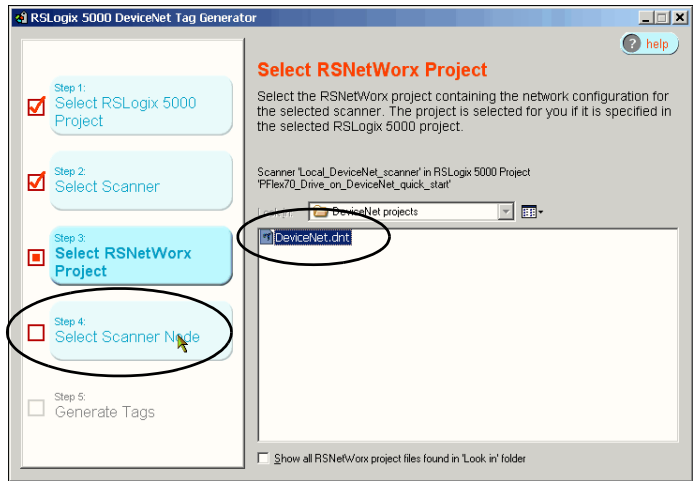 RSLogix 5000 DeviceNet Tag Generator
help
Step 1:
Select RSLogix 5000
Project
Step 2:
Select Scanner
Step 3:
Select RSNetWorx
Project
Step 4:
Select Scanner Node
Step 5:
Generate Tags
Select RSNetWorx Project
Select the RSNetWorx project containing the network configuration for
the selected scanner. The project is selected for you if it is specified in
the selected RSLogix 5000 project.
Scanner 'Local_DeviceNet_scanner' in RSLogix 5000 Project
'PFlex70_Drive_on_DeviceNet_quick_start'
DeviceNet projects
DeviceNet.dnt
Show all RSNetWorx project files found in 'Look in' folder